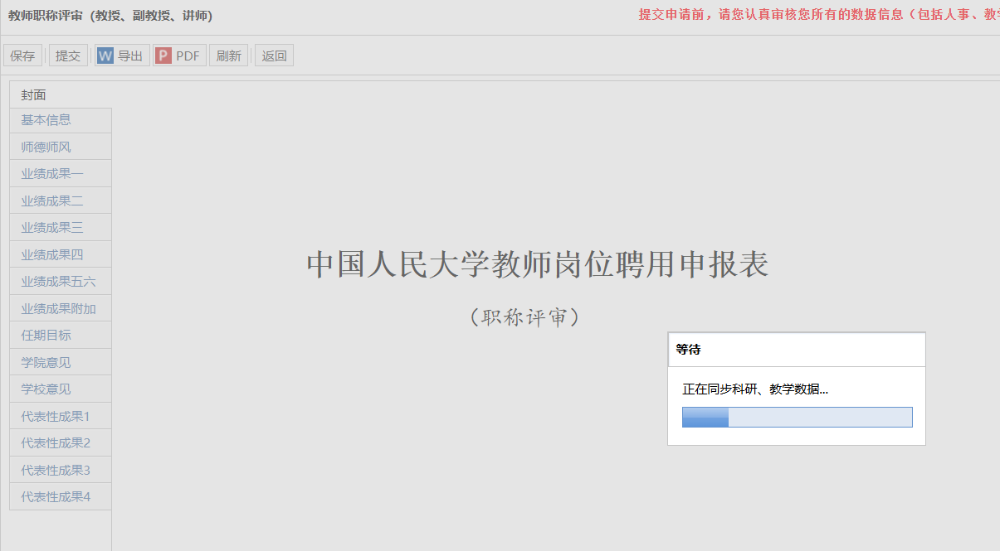 教师职称评审（教授、副教授、讲师）
提交申请前，请您认真审核您所有的数据信息（包括人事、教学
保存 提交 W 导出 P PDF 刷新 返回
封面
基本信息
师德师风
业绩成果一
业绩成果二
业绩成果三
业绩成果四
业绩成果五六
业绩成果附加
任期目标
学院意见
学校意见
代表性成果1
代表性成果2
代表性成果3
代表性成果4
中国人民大学教师岗位聘用申报表
（职称评审）
等待
正在同步科研、教学数据...